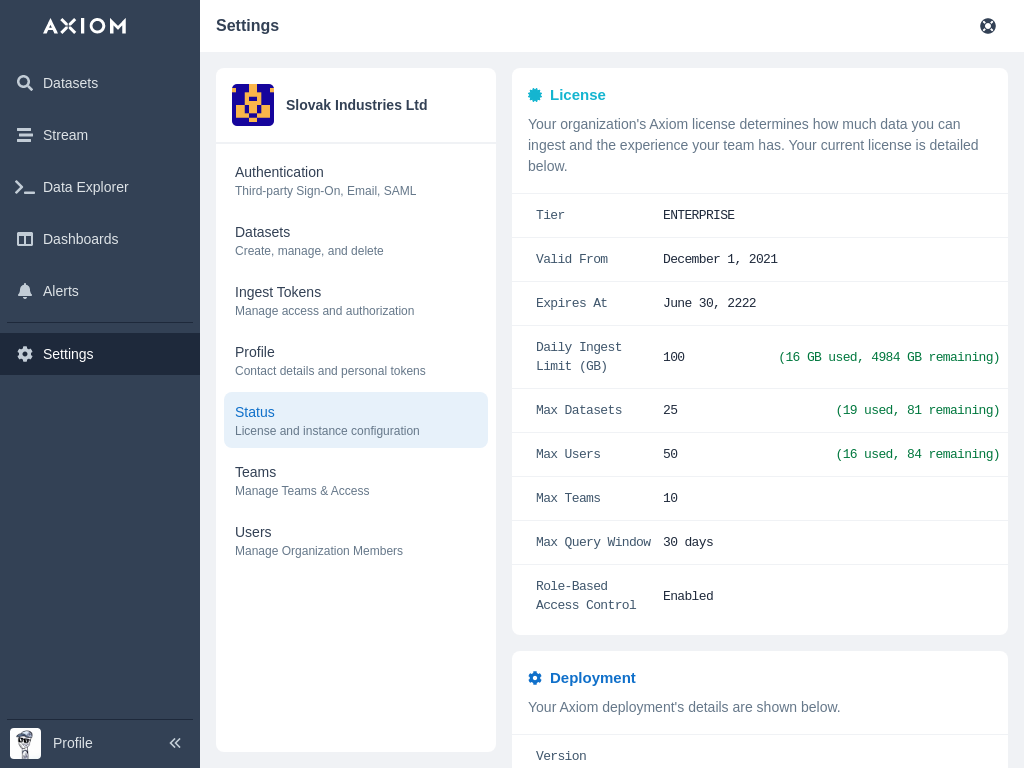 AXIOM
Datasets
Stream
Data Explorer
Dashboards
Alerts
Settings
Profile
Settings
Slovak Industries Ltd
Authentication
Third-party Sign-On, Email, SAML
Datasets
Create, manage, and delete
Ingest Tokens
Manage access and authorization
Profile
Contact details and personal tokens
Status
License and instance configuration
Teams
Manage Teams & Access
Users
Manage Organization Members
License
Your organization's Axiom license determines how much data you can
ingest and the experience your team has. Your current license is detailed
below.
Tier ENTERPRISE
Valid From December 1, 2021
Expires At June 30, 2222
Daily Ingest
Limit (GB) 100 (16 GB used, 4984 GB remaining)
Max Datasets 25 (19 used, 81 remaining)
Max Users 50 (16 used, 84 remaining)
Max Teams 10
Max Query Window 30 days
Role-Based
Access Control Enabled
Deployment
Your Axiom deployment's details are shown below.
Version